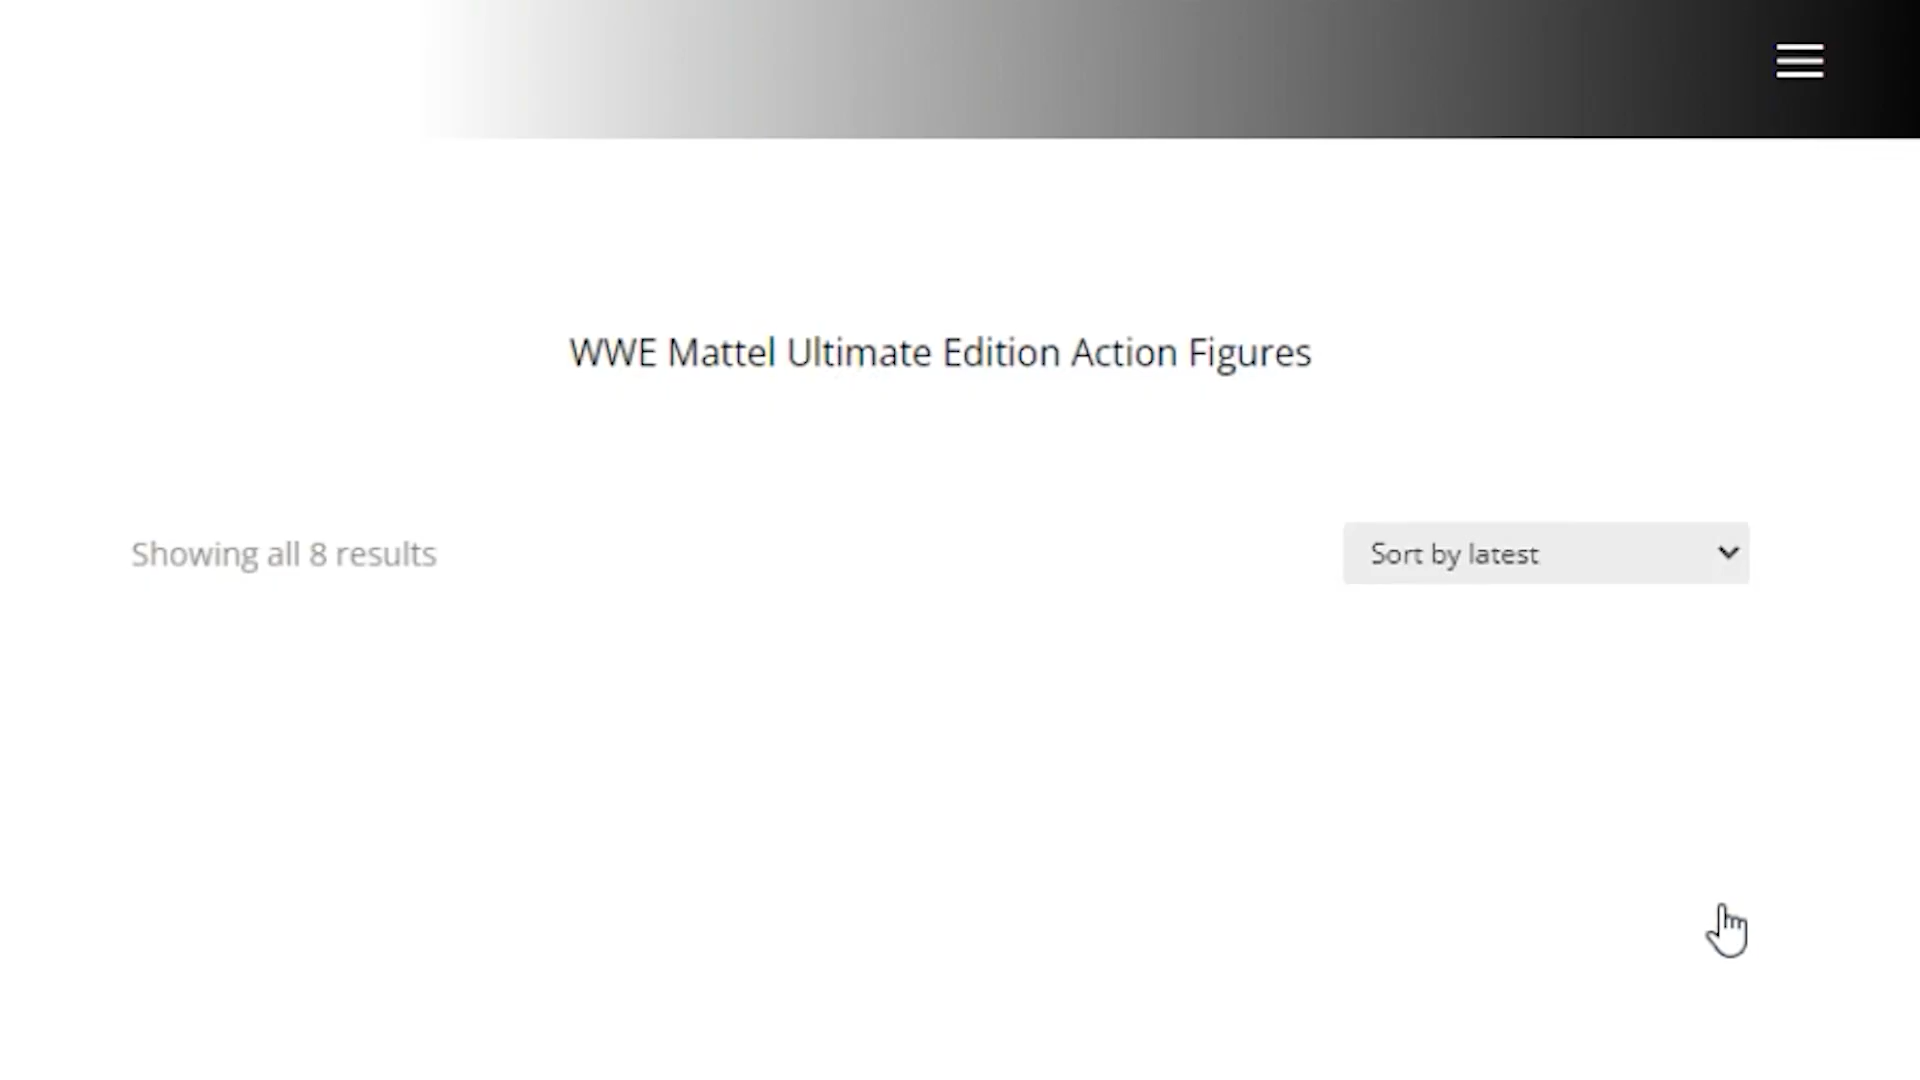 WWE Mattel Ultimate Edition Action Figures
Showing all 8 results
Sort by latest